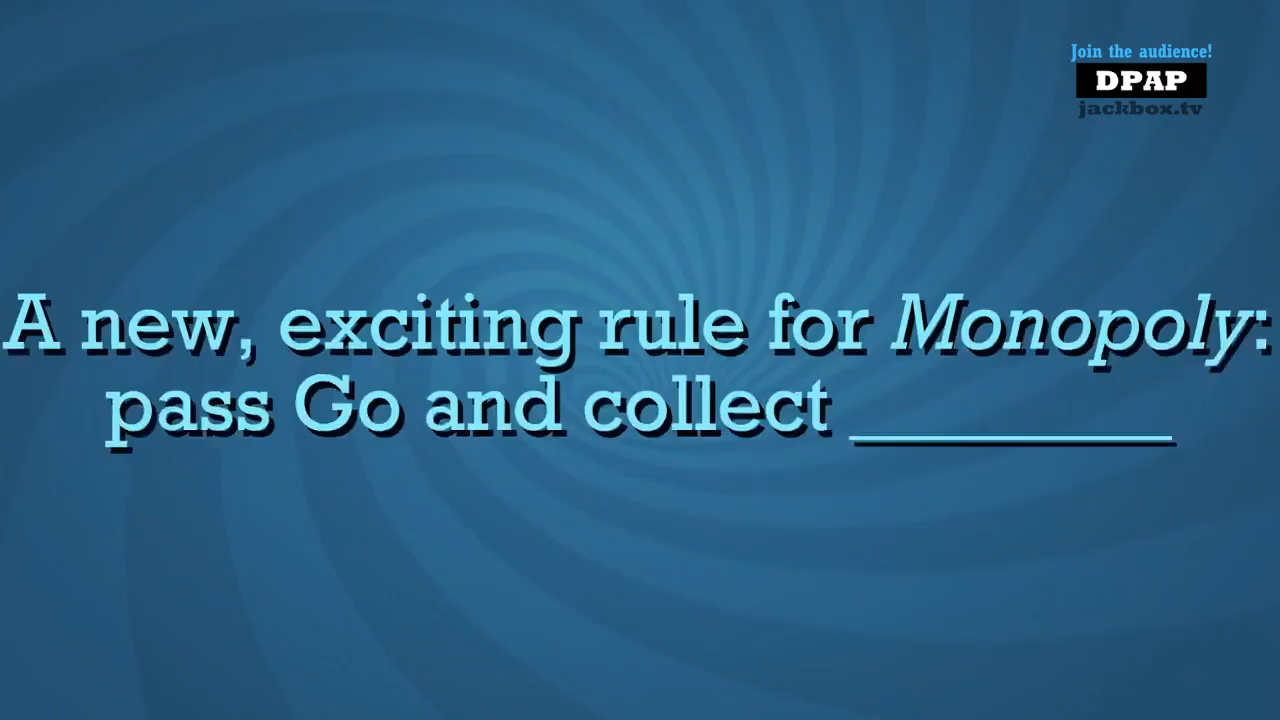 Join the audience!
DPAP
jackbox.tv
A new, exciting rule for Monopoly:
pass Go and collect ________